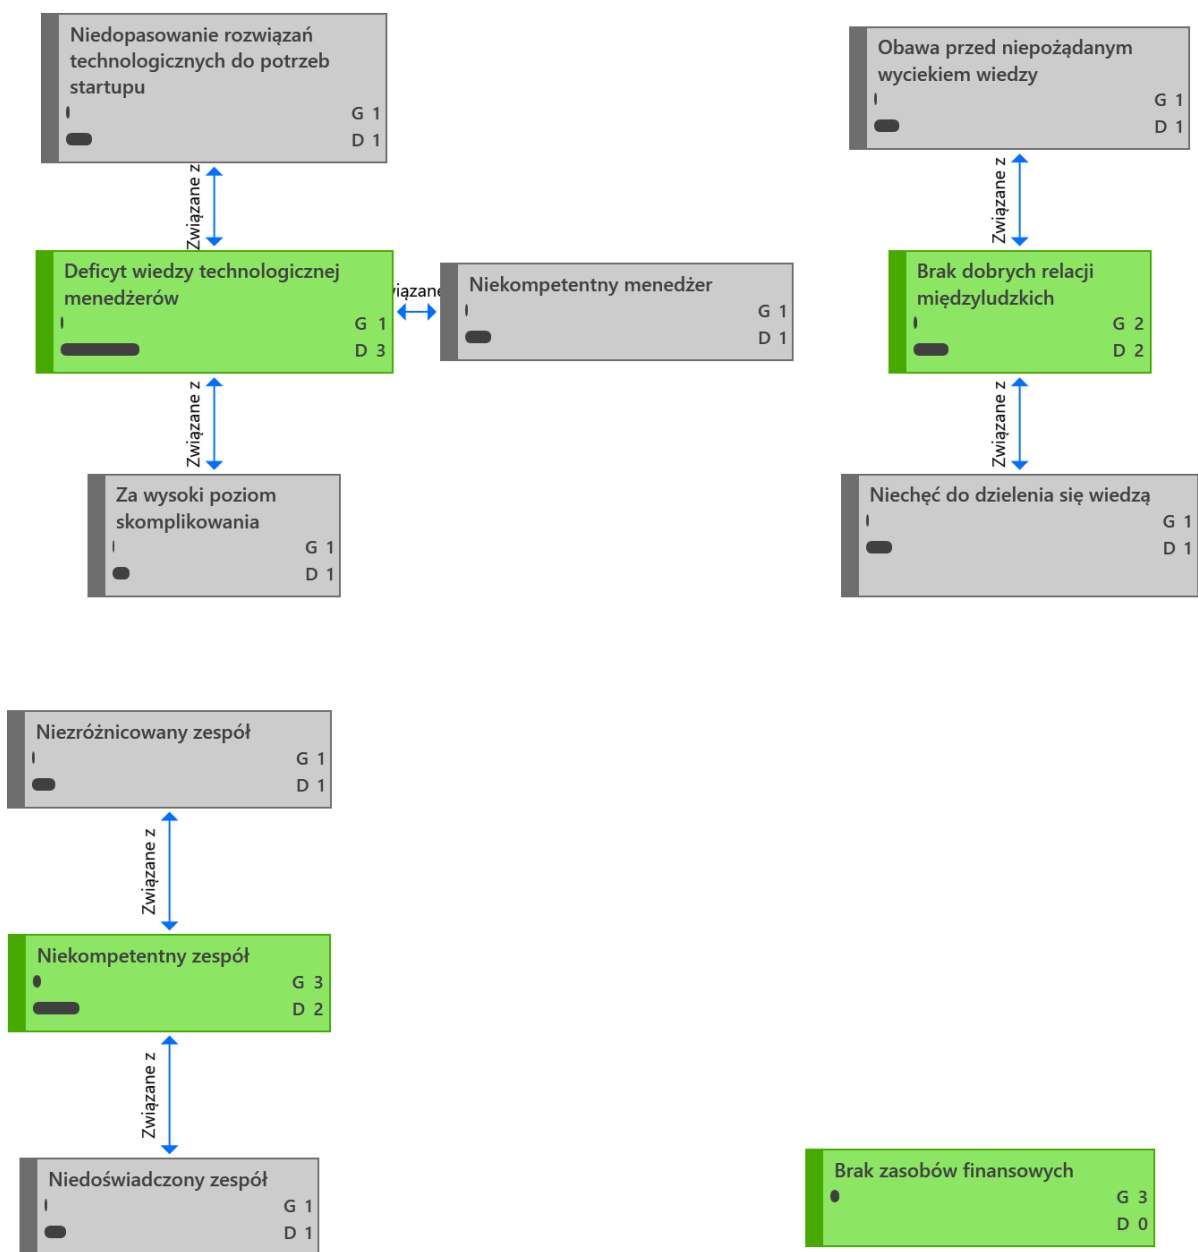 Niedopasowanie rozwiązań
technologicznych do potrzeb
startupu
G 1
D 1
Związane z
Deficyt wiedzy technologicznej
menedżerów
G 1
D 3
Niekompetentny menedżer
G 1
D 1
Związane z
Za wysoki poziom
skomplikowania
G 1
D 1
Obawa przed niepożądanym
wyciekiem wiedzy
G 1
D 1
Związane z
Brak dobrych relacji
międzyludzkich
G 2
D 2
Związane z
Niechęć do dzielenia się wiedzą
G 1
D 1
Niezróżnicowany zespół
G 1
D 1
Związane z
Niekompetentny zespół
G 3
D 2
Związane z
Niedoświadczony zespół
G 1
D 1
Brak zasobów finansowych
G 3
D 0